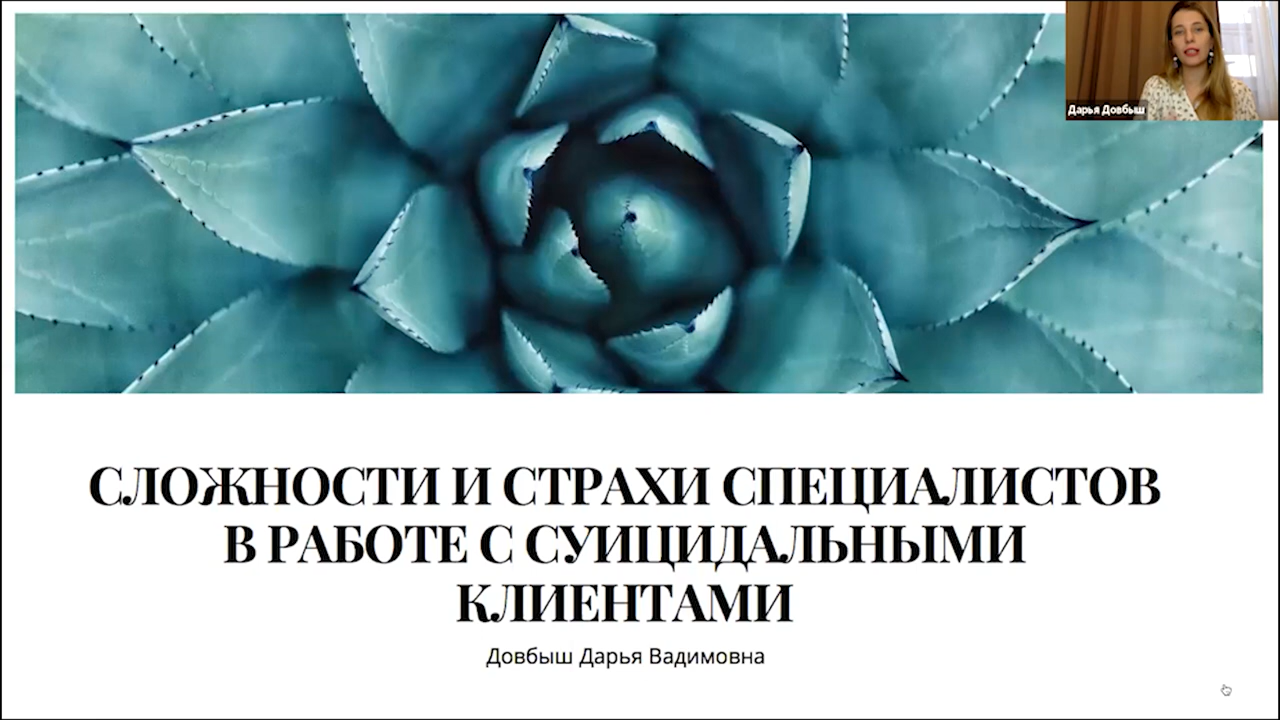 Дарья Довбыш
СЛОЖНОСТИ И СТРАХИ СПЕЦИАЛИСТОВ
В РАБОТЕ С СУИЦИДАЛЬНЫМИ
КЛИЕНТАМИ
Довбыш Дарья Вадимовна